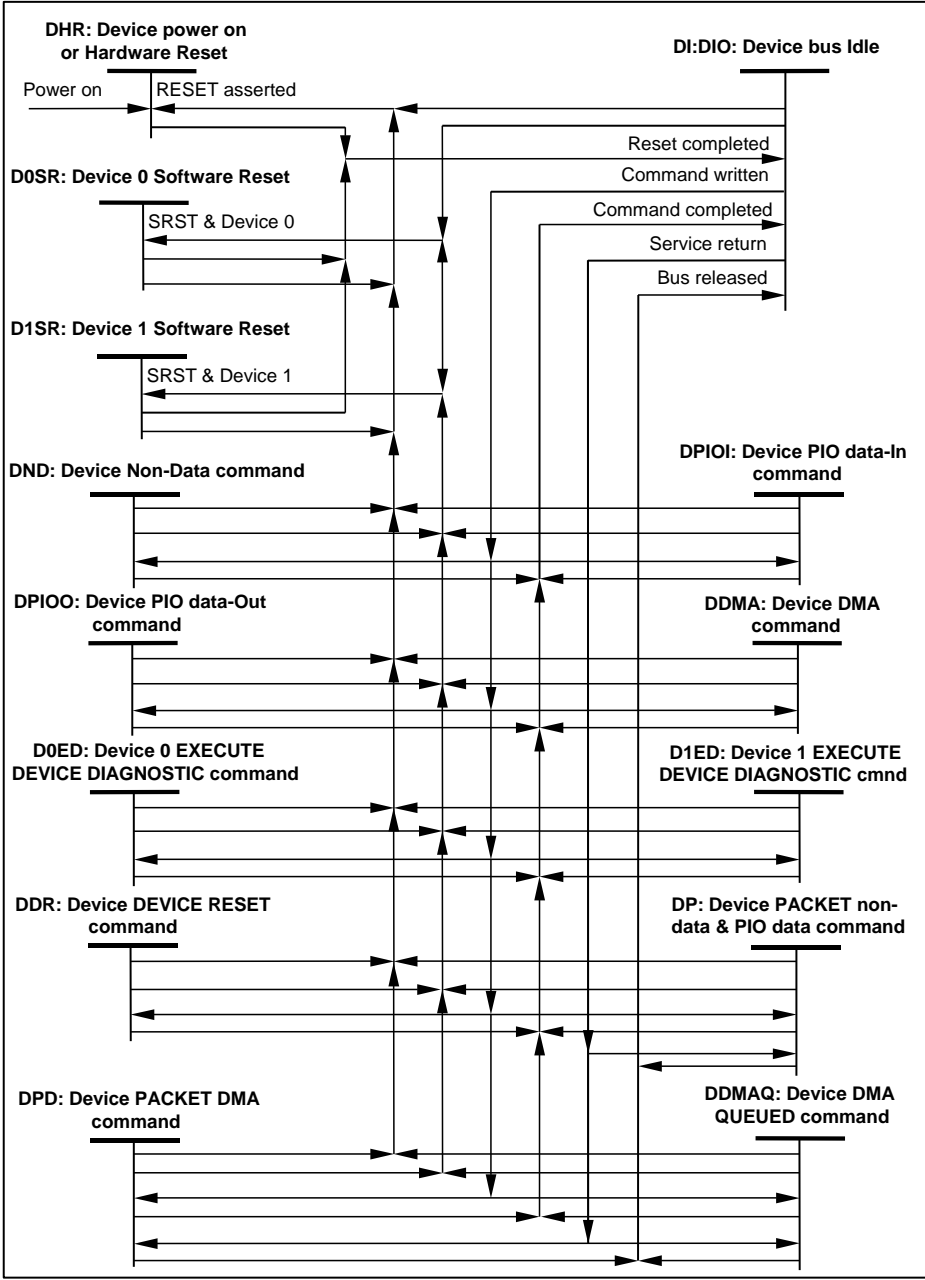 DHR: Device power on
or Hardware Reset
DI:DIO: Device bus Idle
Power on
RESET asserted
Reset completed
D0SR: Device 0 Software Reset
Command written
SRST & Device 0
Command completed
Service return
Bus released
D1SR: Device 1 Software Reset
SRST & Device 1
DND: Device Non-Data command
DPIOI: Device PIO data-In
command
DPIOO: Device PIO data-Out
command
DDMA: Device DMA
command
D0ED: Device 0 EXECUTE
DEVICE DIAGNOSTIC command
D1ED: Device 1 EXECUTE
DEVICE DIAGNOSTIC cmnd
DDR: Device DEVICE RESET
command
DP: Device PACKET non-
data & PIO data command
DPD: Device PACKET DMA
command
DDMAQ: Device DMA
QUEUED command